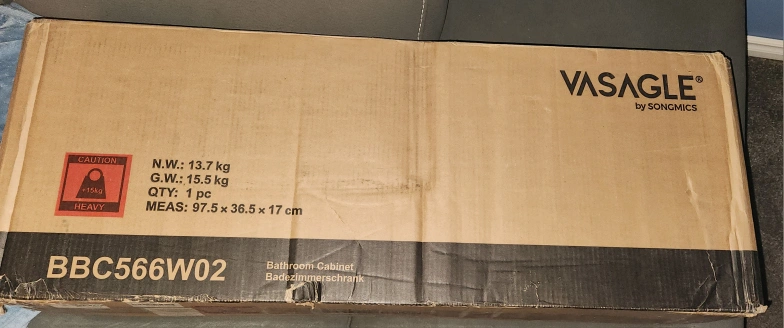 VASAGLE®
by SONGMICS
CAUTION
+15kg
HEAVY
N.W.: 13.7 kg
G.W.: 15.5 kg
QTY: 1 pc
MEAS: 97.5 x 36.5 x 17 cm
BBC566W02
Bathroom Cabinet
Badezimmerschrank